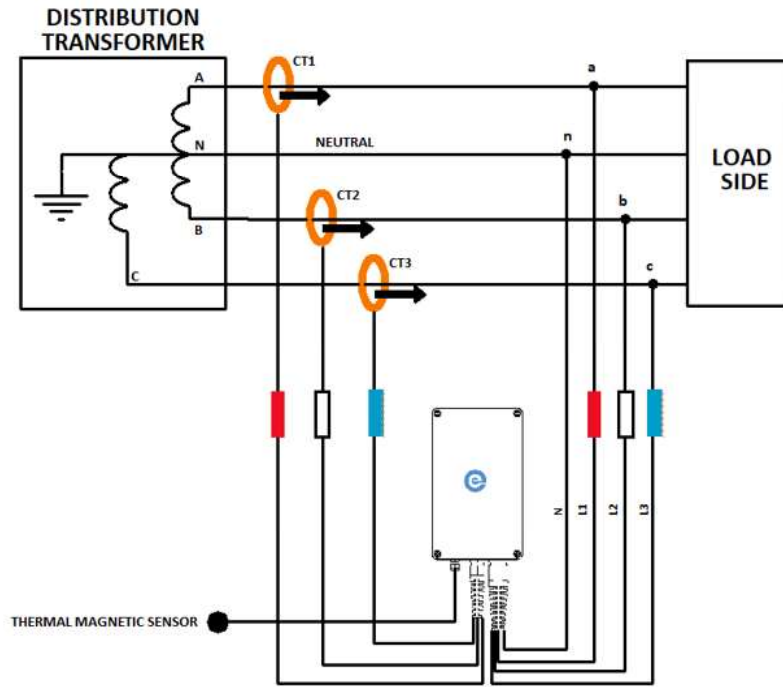 DISTRIBUTION
TRANSFORMER
CT1
A
a
N
NEUTRAL
n
LOAD
SIDE
CT2
b
B
CT3
C
c
e
N
L1
L2
L3
THERMAL MAGNETIC SENSOR